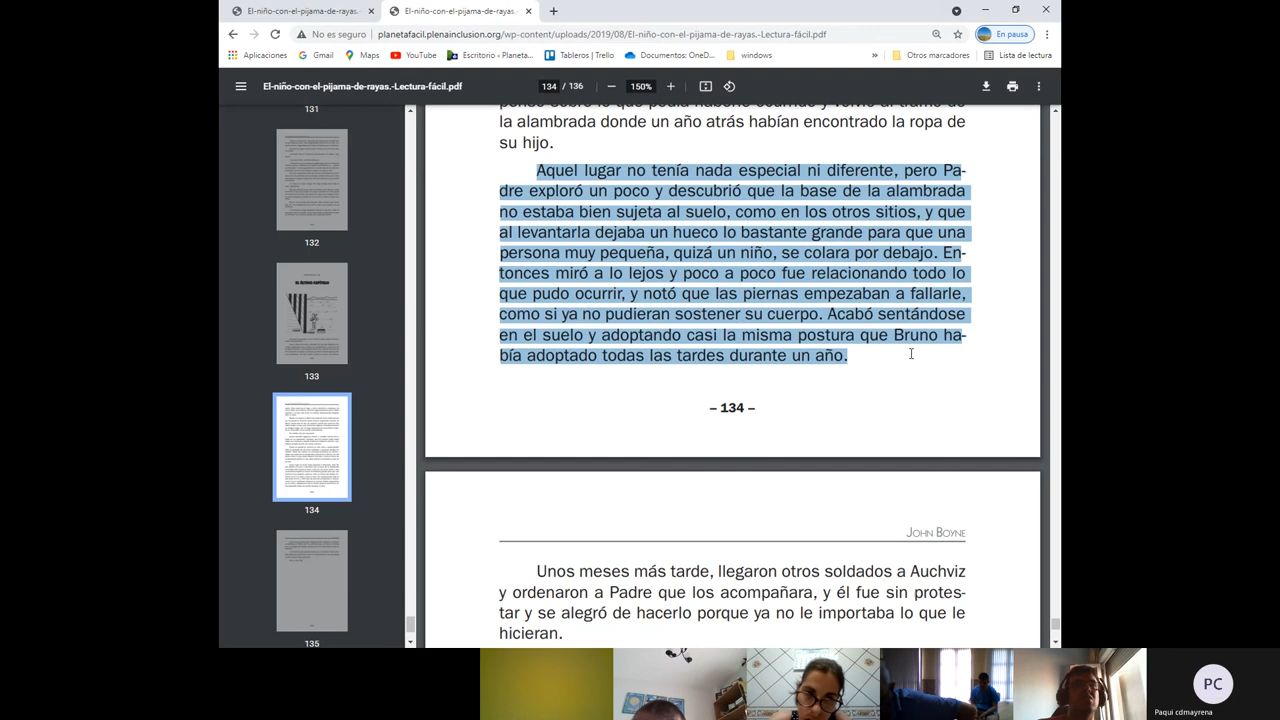 El-niño-con-el-pijama-de-rayas.-
El-niño-con-el-pijama-de-rayas.-
No es seguro
planetafacil.plenainclusion.org/wp-content/uploads/2019/08/El-niño-con-el-pijama-de-rayas.-Lectura-fácil.pdf
En pausa
Aplicaciones
Gmail
Maps
YouTube
Escritorio ‹ Planeta...
Tableros | Trello
Documentos: OneD...
windows
»
Otros marcadores
Lista de lectura
El-niño-con-el-pijama-de-rayas.-Lectura-fácil.pdf
134 / 136
150%
131
132
133
134
135
la alambrada donde un año atrás habían encontrado la ropa de
su hijo.
Aquel lugar no tenía nada especial ni diferente, pero Pa-
dre exploró un poco y descubrió que la base de la alambrada
no estaba bien sujeta al suelo, como en los otros sitios, y que
al levantarla dejaba un hueco lo bastante grande para que una
persona muy pequeña, quizá un niño, se colara por debajo. En-
tonces miró a lo lejos y poco a poco fue relacionando todo lo
que pudo ocurrir, y notó que las piernas empezaban a fallarle,
como si ya no pudieran sostener su cuerpo. Acabó sentándose
en el suelo y adoptando casi la misma postura que Bruno ha-
bía adoptado todas las tardes durante un año.
– 134 –
JOHN BOYNE
Unos meses más tarde, llegaron otros soldados a Auchviz
y ordenaron a Padre que los acompañara, y él fue sin protes-
tar y se alegró de hacerlo porque ya no le importaba lo que le
hicieran.
PC
Paqui cdmayrena